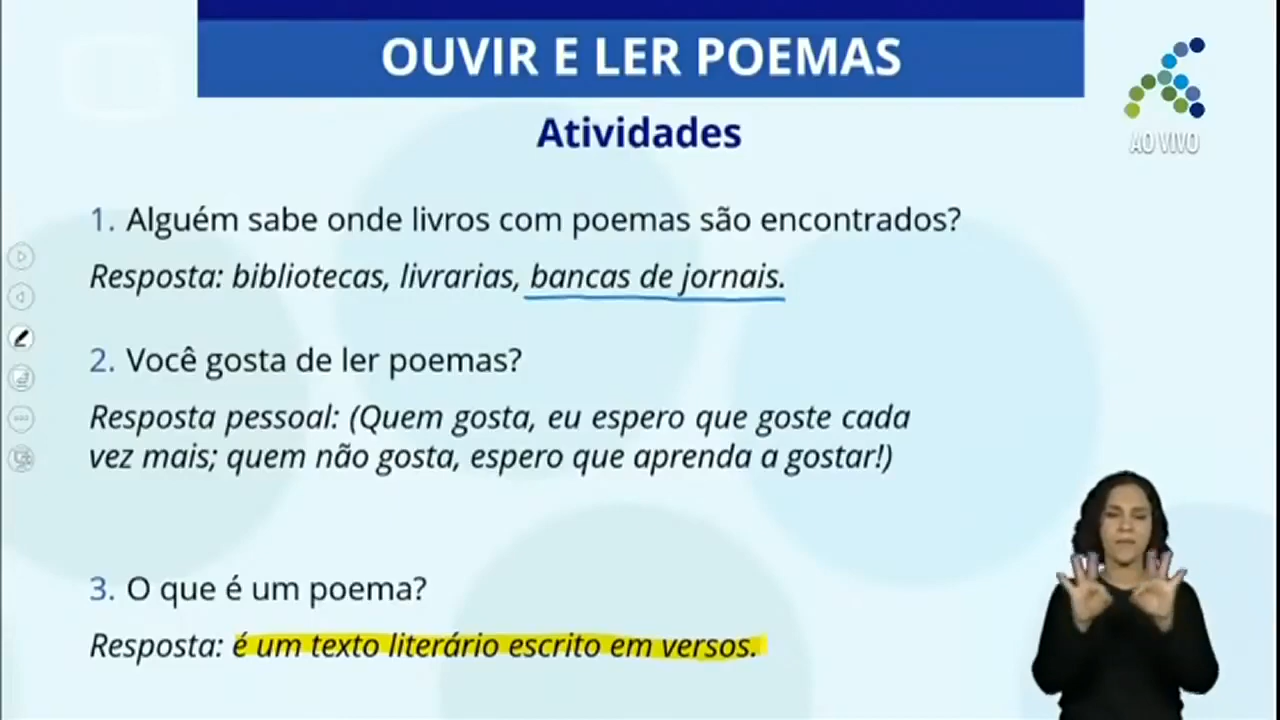 OUVIR E LER POEMAS
AO VIVO
Atividades
1. Alguém sabe onde livros com poemas são encontrados?
Resposta: bibliotecas, livrarias, bancas de jornais.
2. Você gosta de ler poemas?
Resposta pessoal: (Quem gosta, eu espero que goste cada
vez mais; quem não gosta, espero que aprenda a gostar!)
3. O que é um poema?
Resposta: é um texto literário escrito em versos.